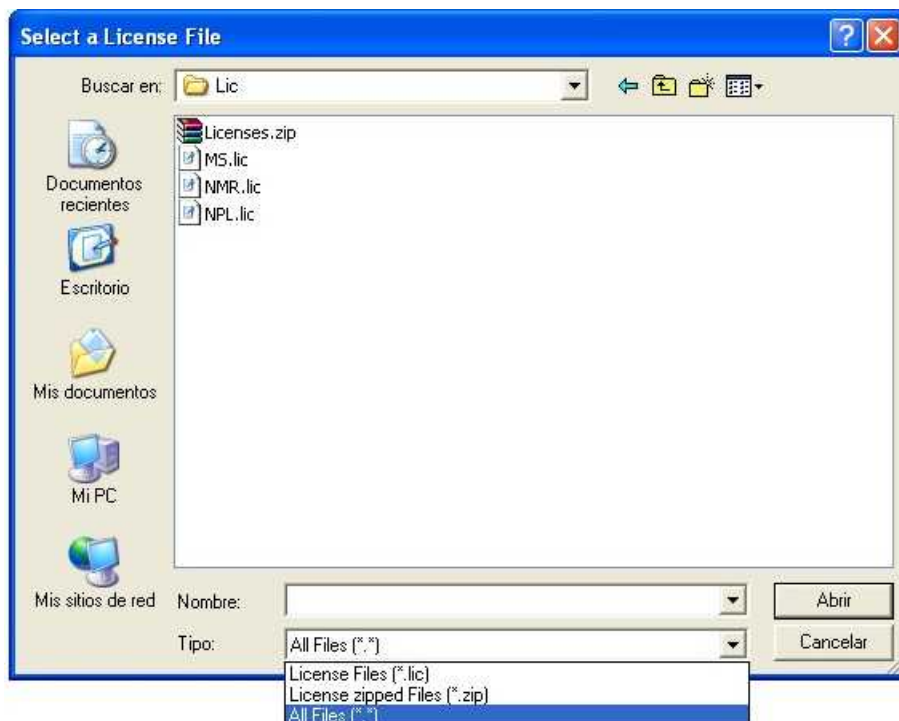 Select a License File
Buscar en: Lic
Licenses.zip
MS.lic
NMR.lic
NPL.lic
Documentos
recientes
Escritorio
Mis documentos
Mi PC
Mis sitios de red
Nombre:
Abrir
Tipo: All Files (*.*)
Cancelar
License Files (*.lic)
License zipped Files (*.zip)
All Files (*.*)